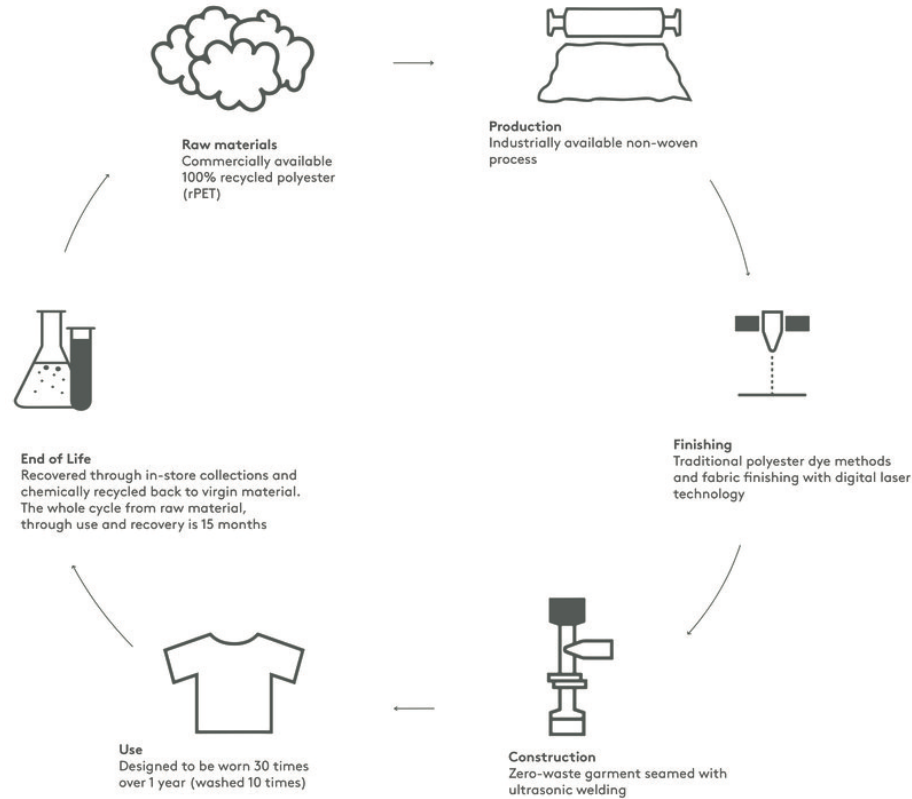 Raw materials
Commercially available
100% recycled polyester
(rPET)
Production
Industrially available non-woven
process
Finishing
Traditional polyester dye methods
and fabric finishing with digital laser
technology
Construction
Zero-waste garment seamed with
ultrasonic welding
Use
Designed to be worn 30 times
over 1 year (washed 10 times)
End of Life
Recovered through in-store collections and
chemically recycled back to virgin material.
The whole cycle from raw material,
through use and recovery is 15 months